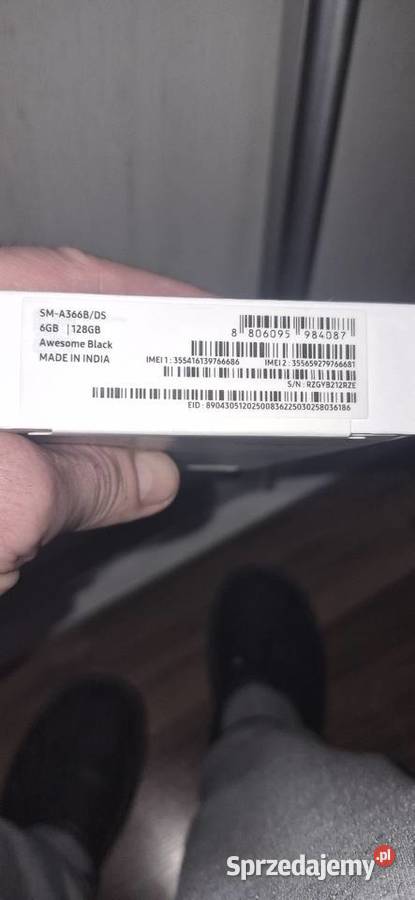 SM-A366B/DS
6GB | 128GB
Awesome Black
MADE IN INDIA
8 806095 984087
IMEI 1 : 355416139766686
IMEI 2 : 355659279766681
S/N : RZGYB212RZE
EID : 89043051202500836225030258036186
Sprzedajemy.pl